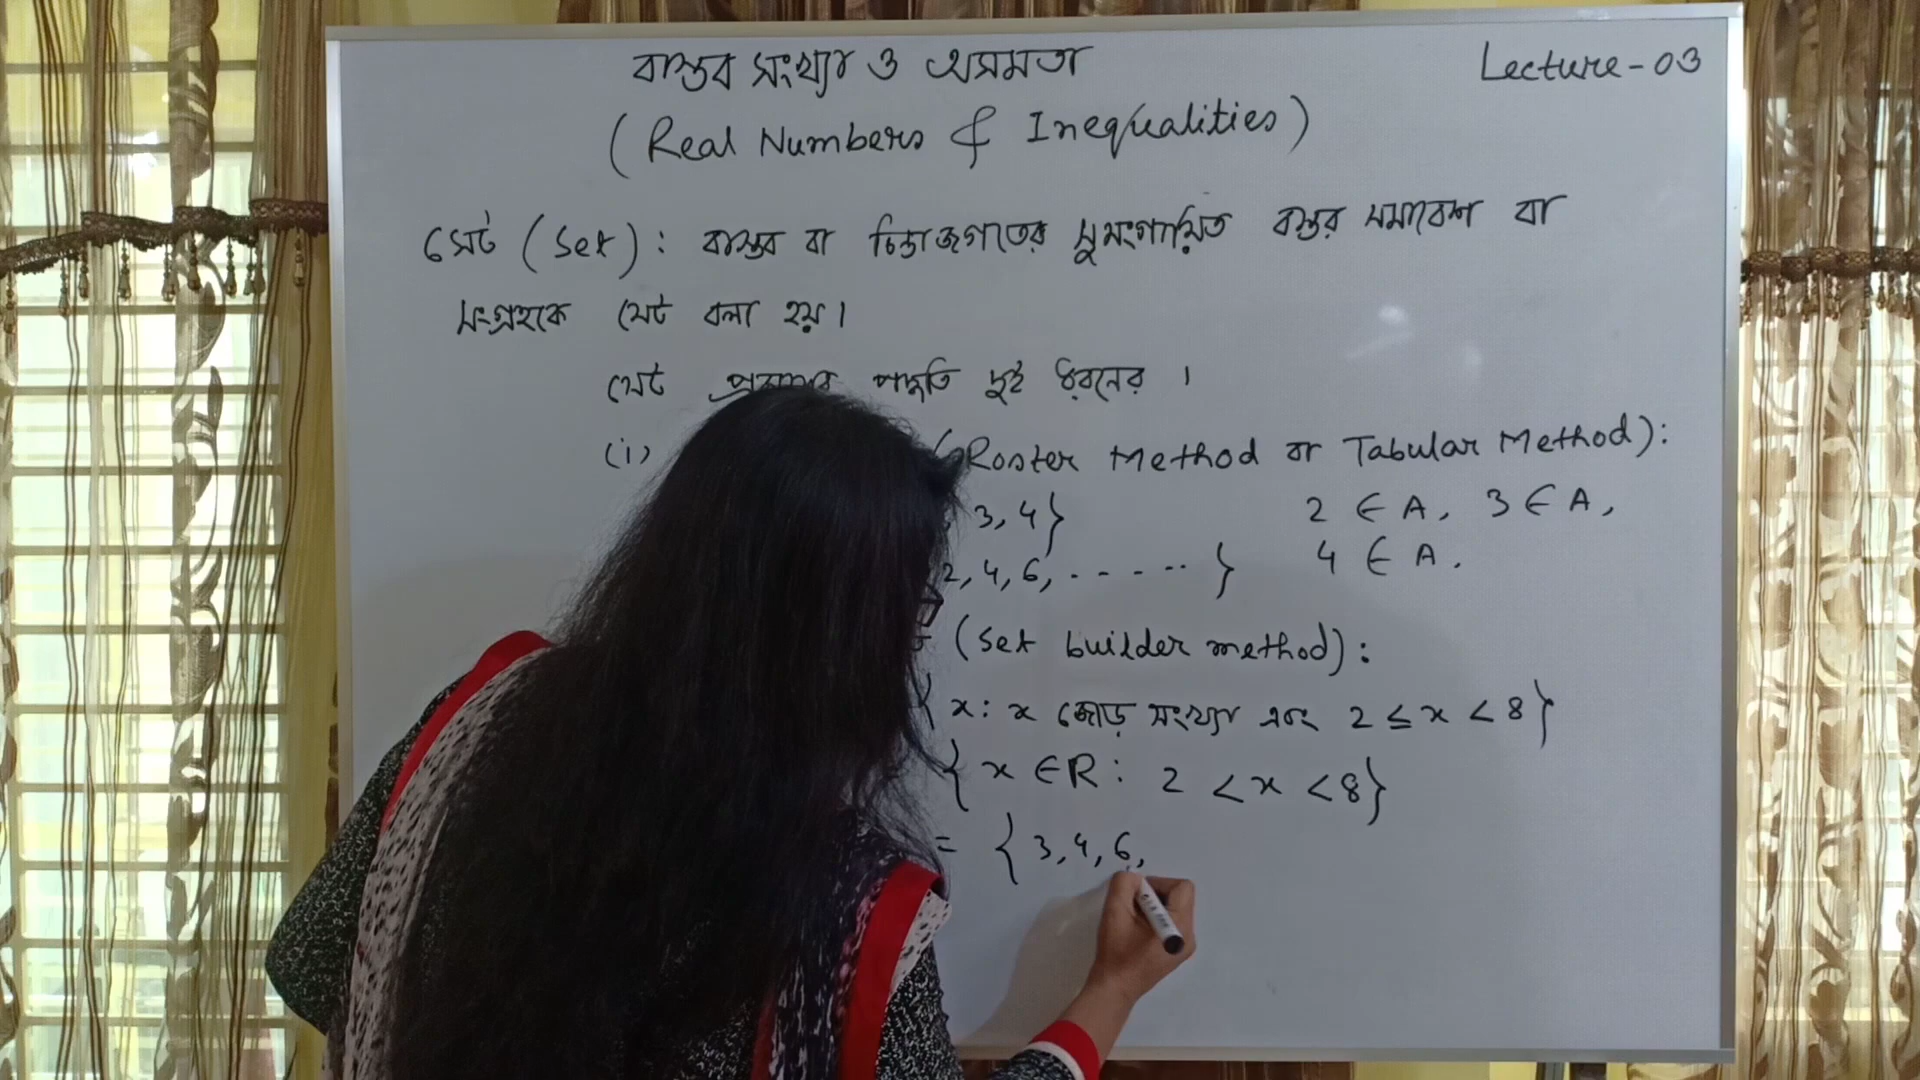 বাস্তব সংখ্যা ও অসমতা
Lecture-03
(Real Numbers & Inequalities)
সেট (Set): বাস্তব বা চিন্তাজগতের সুসংগায়িত বস্তুর সমাবেশ বা
সংগ্রহকে সেট বলা হয়।
সেট প্রকাশের পদ্ধতি দুই ধরনের।
(i) (Roster Method or Tabular Method):
3, 4} 2 ∈ A, 3 ∈ A,
2, 4, 6, ------ } 4 ∈ A.
(Set builder method):
{x: x জোড় সংখ্যা এবং 2 ≤ x < 8}
{x ∈ R: 2 < x < 8}
= {3, 4, 6,